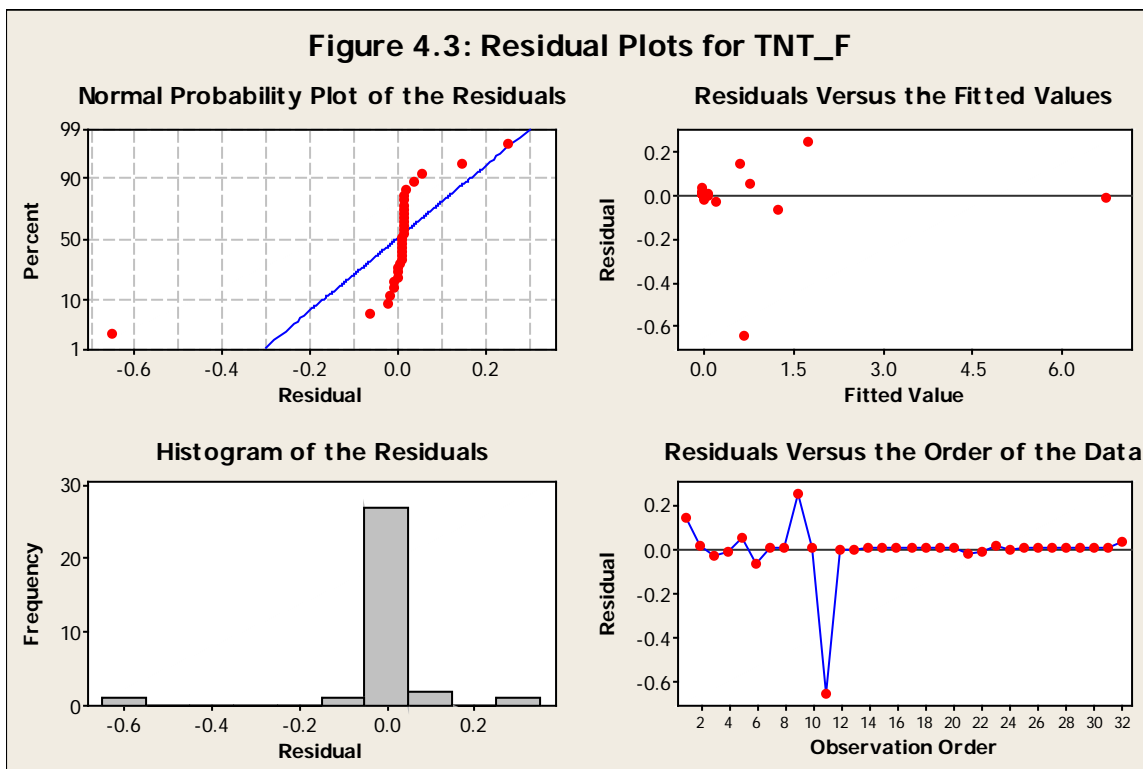 Figure 4.3: Residual Plots for TNT_F
Normal Probability Plot of the Residuals
99
90
50
10
1
Percent
-0.6 -0.4 -0.2 0.0 0.2
Residual
Residuals Versus the Fitted Values
0.2
0.0
-0.2
-0.4
-0.6
Residual
0.0 1.5 3.0 4.5 6.0
Fitted Value
Histogram of the Residuals
30
20
10
0
Frequency
-0.6 -0.4 -0.2 0.0 0.2
Residual
Residuals Versus the Order of the Data
0.2
0.0
-0.2
-0.4
-0.6
Residual
2 4 6 8 10 12 14 16 18 20 22 24 26 28 30 32
Observation Order